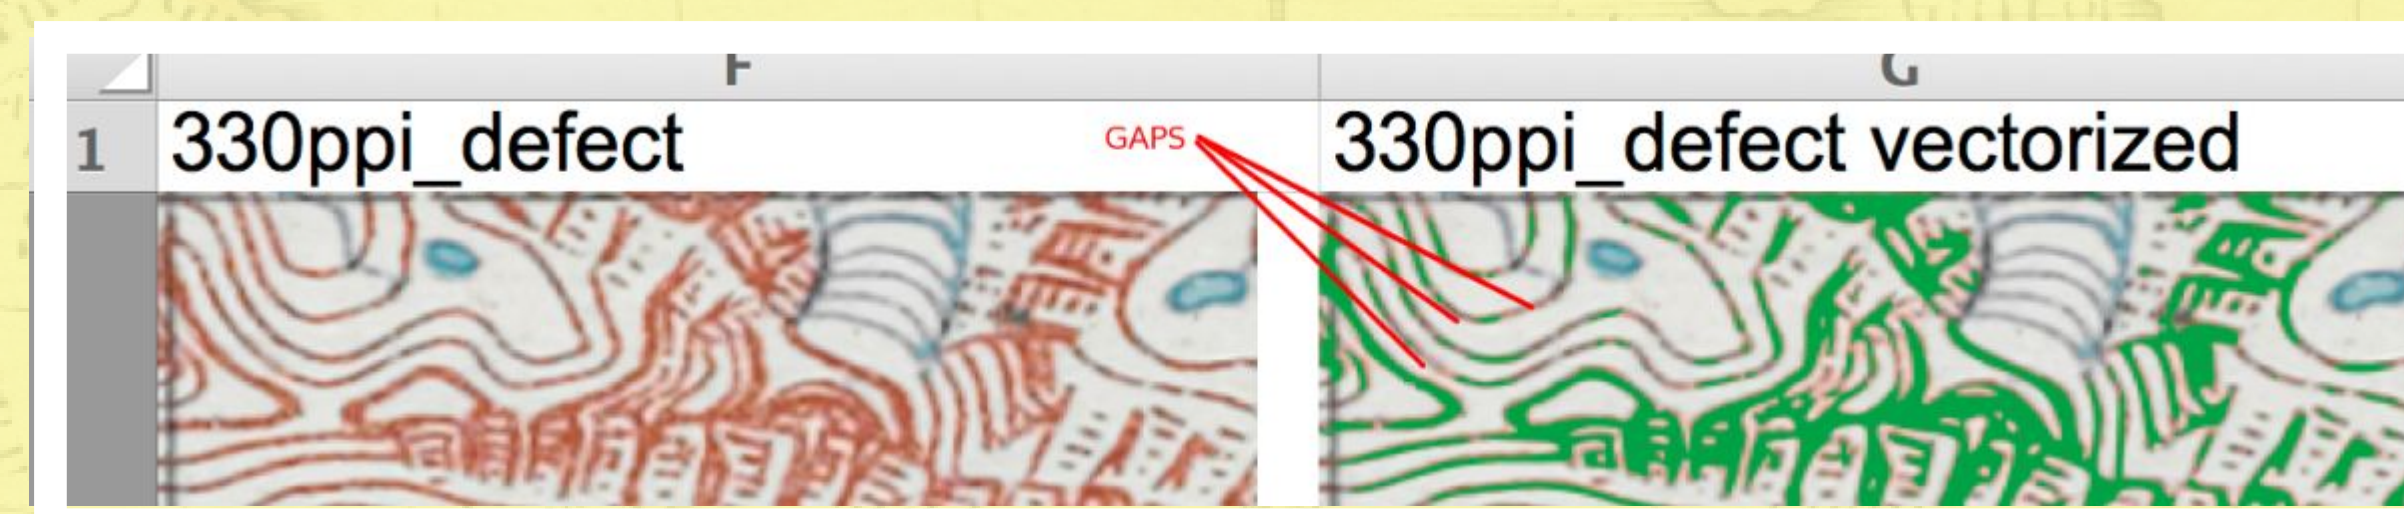 F G
1 330ppi_defect GAPS 330ppi_defect vectorized